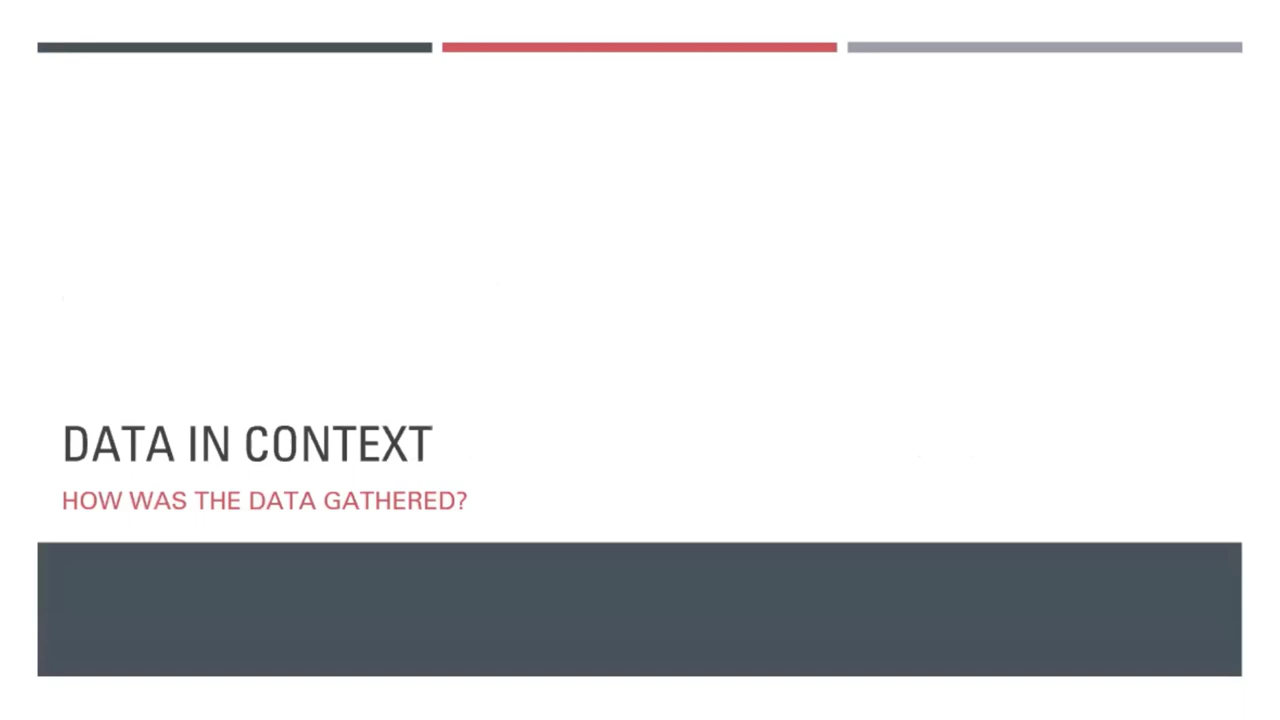 DATA IN CONTEXT
HOW WAS THE DATA GATHERED?